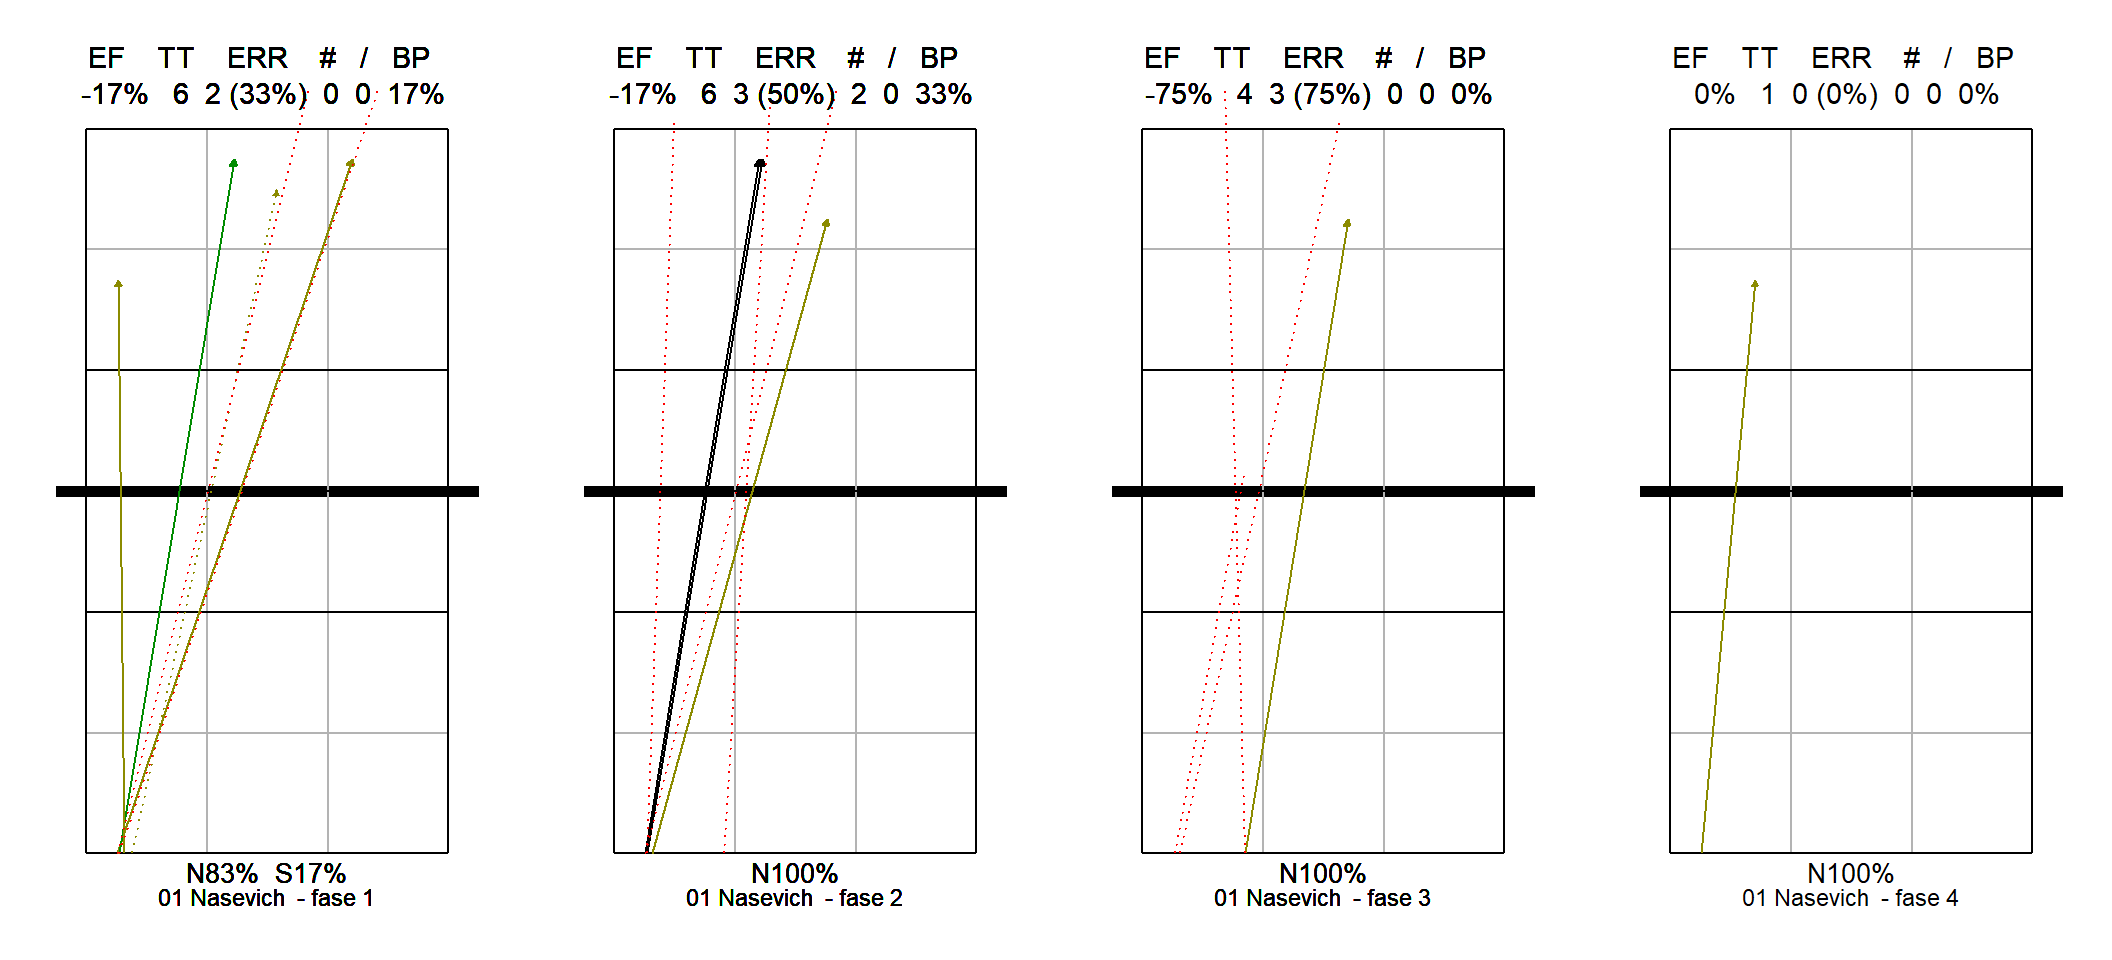 EF TT ERR # / BP
-17% 6 2 (33%) 0 0 17%
N83% S17%
01 Nasevich - fase 1
EF TT ERR # / BP
-17% 6 3 (50%) 2 0 33%
N100%
01 Nasevich - fase 2
EF TT ERR # / BP
-75% 4 3 (75%) 0 0 0%
N100%
01 Nasevich - fase 3
EF TT ERR # / BP
0% 1 0 (0%) 0 0 0%
N100%
01 Nasevich - fase 4